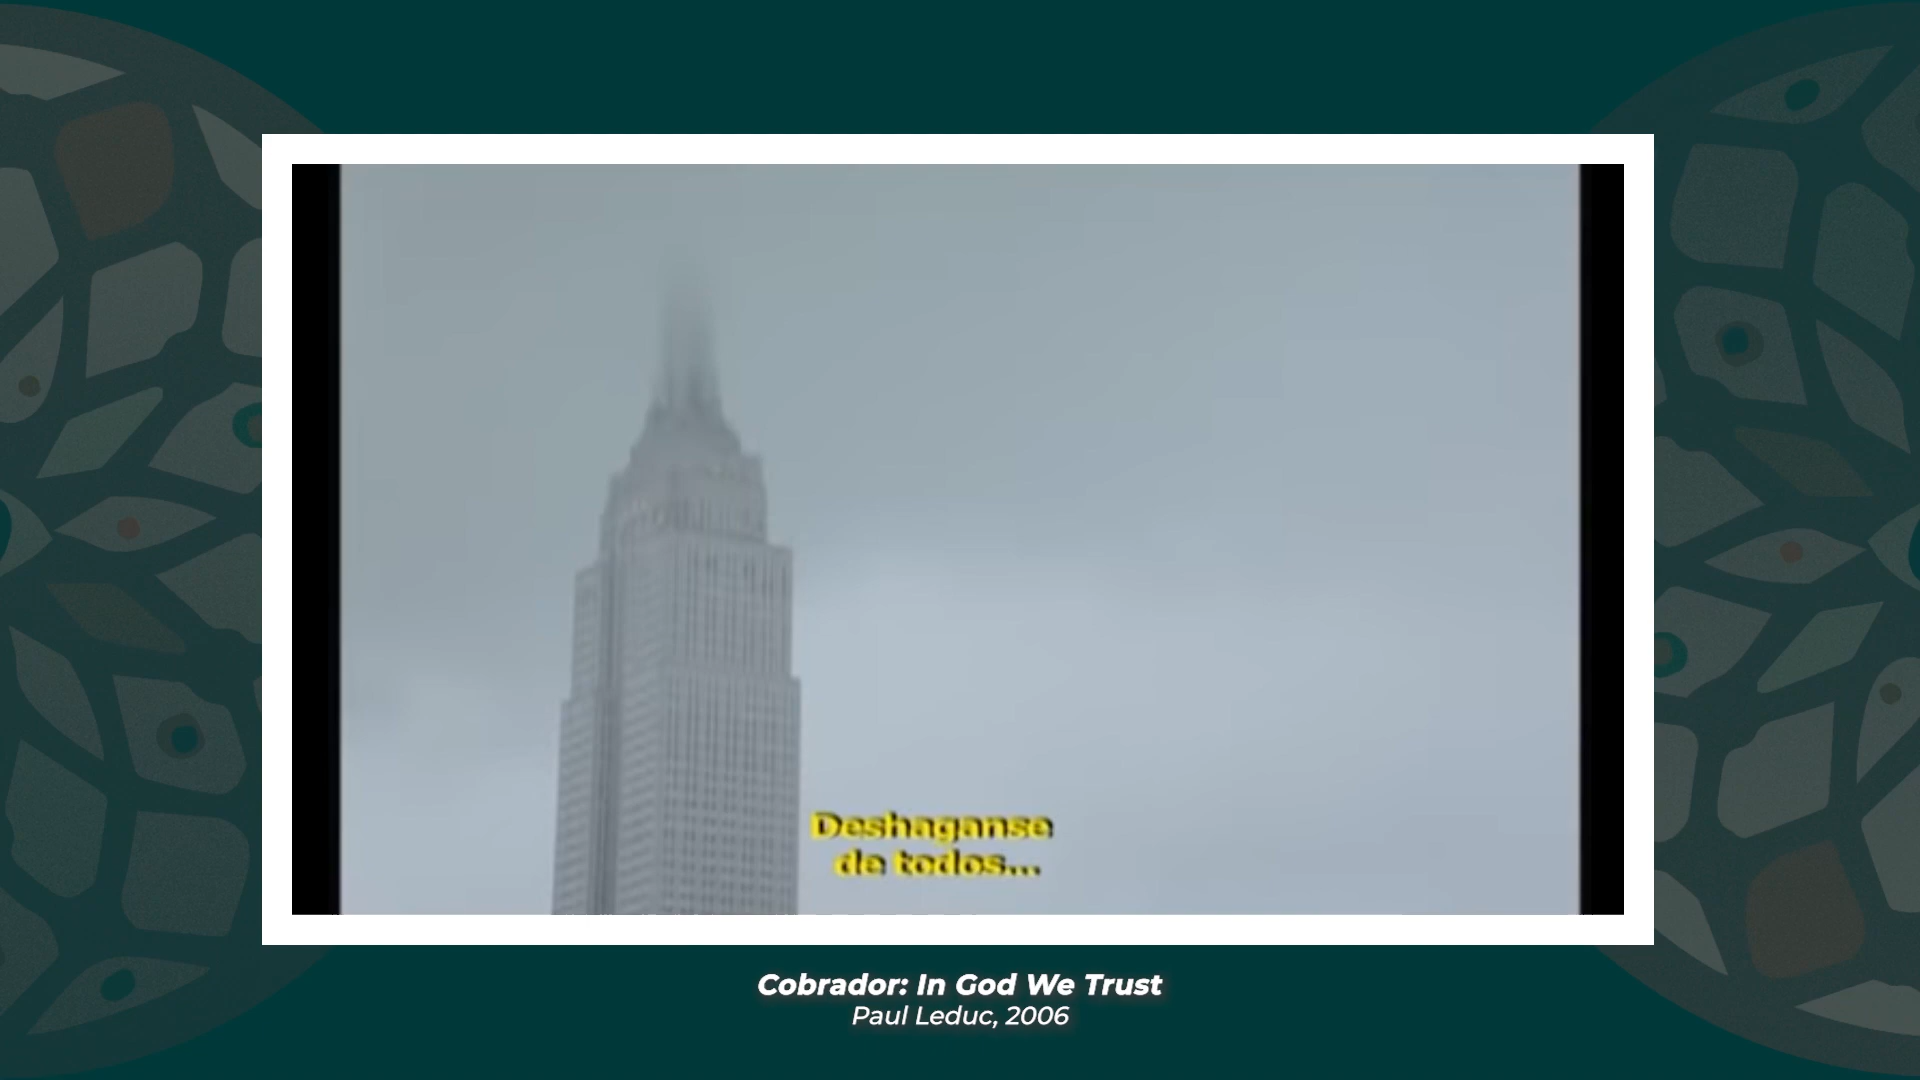 Deshaganse
de todos...
Cobrador: In God We Trust
Paul Leduc, 2006